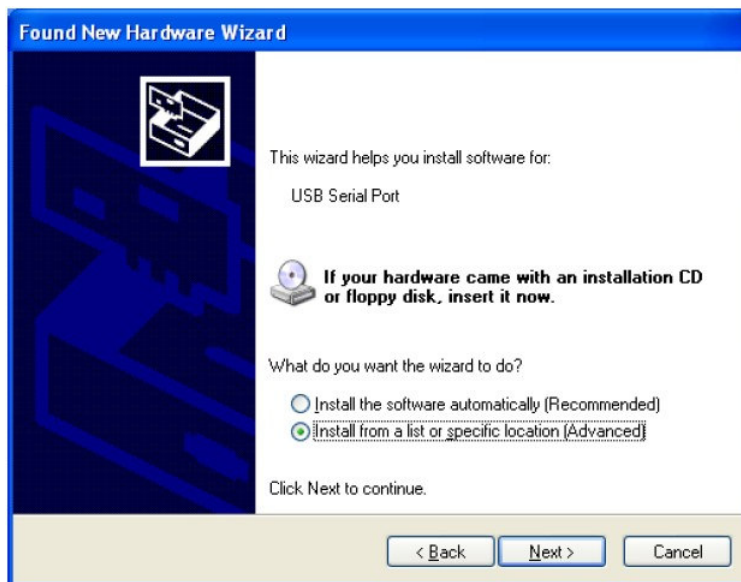 Found New Hardware Wizard
This wizard helps you install software for:
USB Serial Port
If your hardware came with an installation CD
or floppy disk, insert it now.
What do you want the wizard to do?
Install the software automatically (Recommended)
Install from a list or specific location (Advanced)
Click Next to continue.
< Back Next > Cancel